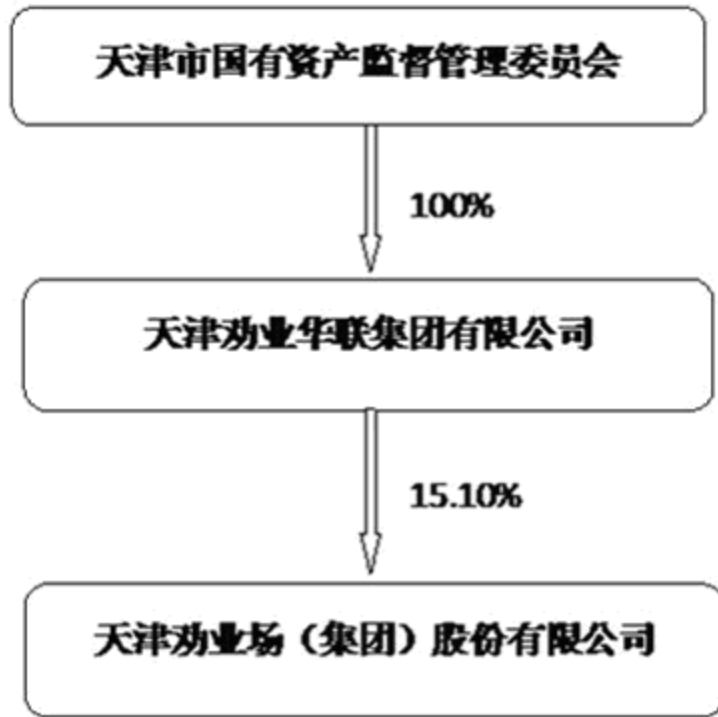 天津市国有资产监督管理委员会
100%
天津劝业华联集团有限公司
15.10%
天津劝业场（集团）股份有限公司